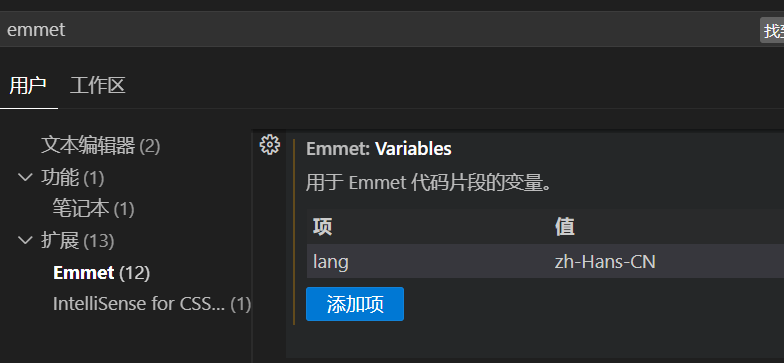 emmet
找到
用户 工作区
文本编辑器 (2)
功能 (1)
笔记本 (1)
扩展 (13)
Emmet (12)
IntelliSense for CSS... (1)
Emmet: Variables
用于 Emmet 代码片段的变量。
项 值
lang zh-Hans-CN
添加项